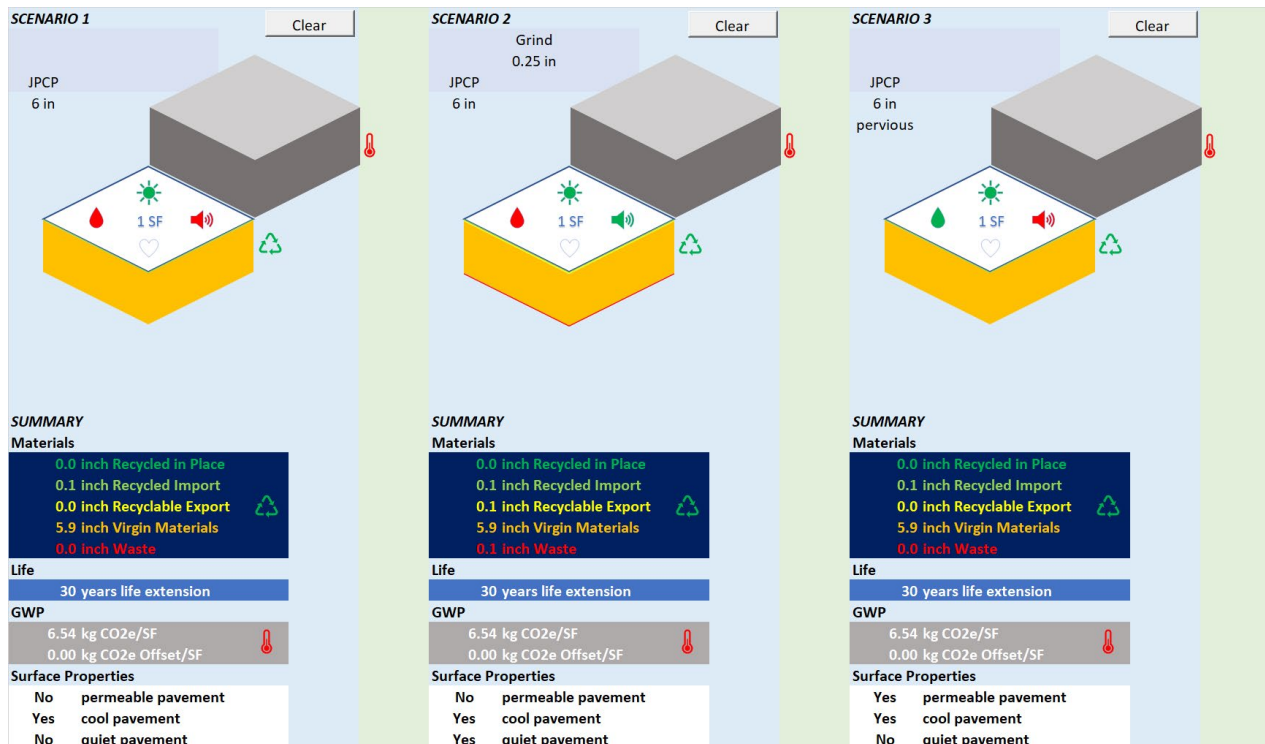 SCENARIO 1
Clear
JPCP
6 in
1 SF
SUMMARY
Materials
0.0 inch Recycled in Place
0.1 inch Recycled Import
0.0 inch Recyclable Export
5.9 inch Virgin Materials
0.0 inch Waste
Life
30 years life extension
GWP
6.54 kg CO2e/SF
0.00 kg CO2e Offset/SF
Surface Properties
No permeable pavement
Yes cool pavement
No quiet pavement
SCENARIO 2
Clear
Grind
0.25 in
JPCP
6 in
1 SF
SUMMARY
Materials
0.0 inch Recycled in Place
0.1 inch Recycled Import
0.1 inch Recyclable Export
5.9 inch Virgin Materials
0.1 inch Waste
Life
30 years life extension
GWP
6.54 kg CO2e/SF
0.00 kg CO2e Offset/SF
Surface Properties
No permeable pavement
Yes cool pavement
Yes quiet pavement
SCENARIO 3
Clear
JPCP
6 in
pervious
1 SF
SUMMARY
Materials
0.0 inch Recycled in Place
0.1 inch Recycled Import
0.0 inch Recyclable Export
5.9 inch Virgin Materials
0.0 inch Waste
Life
30 years life extension
GWP
6.54 kg CO2e/SF
0.00 kg CO2e Offset/SF
Surface Properties
Yes permeable pavement
Yes cool pavement
No quiet pavement